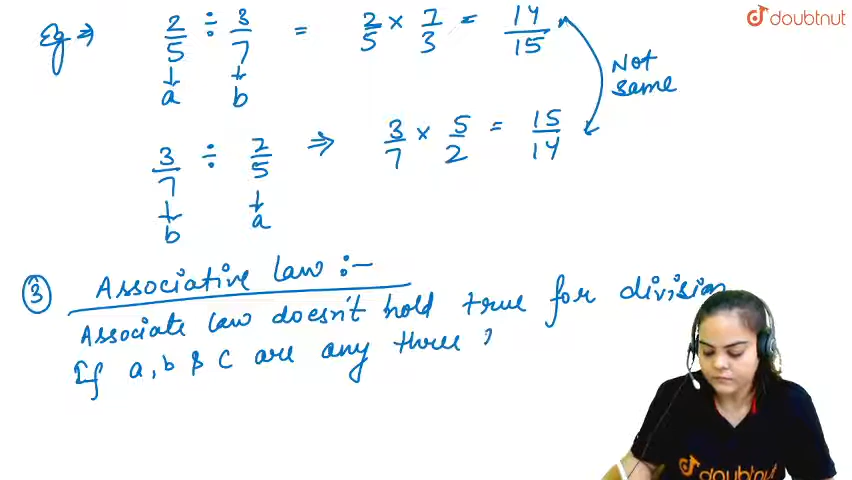 doubtnut
Eg ⇒ 2/5 ÷ 3/7 = 2/5 × 7/3 = 14/15
↓ ↓
a b
Not
same
3/7 ÷ 2/5 ⇒ 3/7 × 5/2 = 15/14
↓ ↓
b a
③ Associative law :-
Associate law doesn't hold true for division
If a, b & c are any three
doubtnut